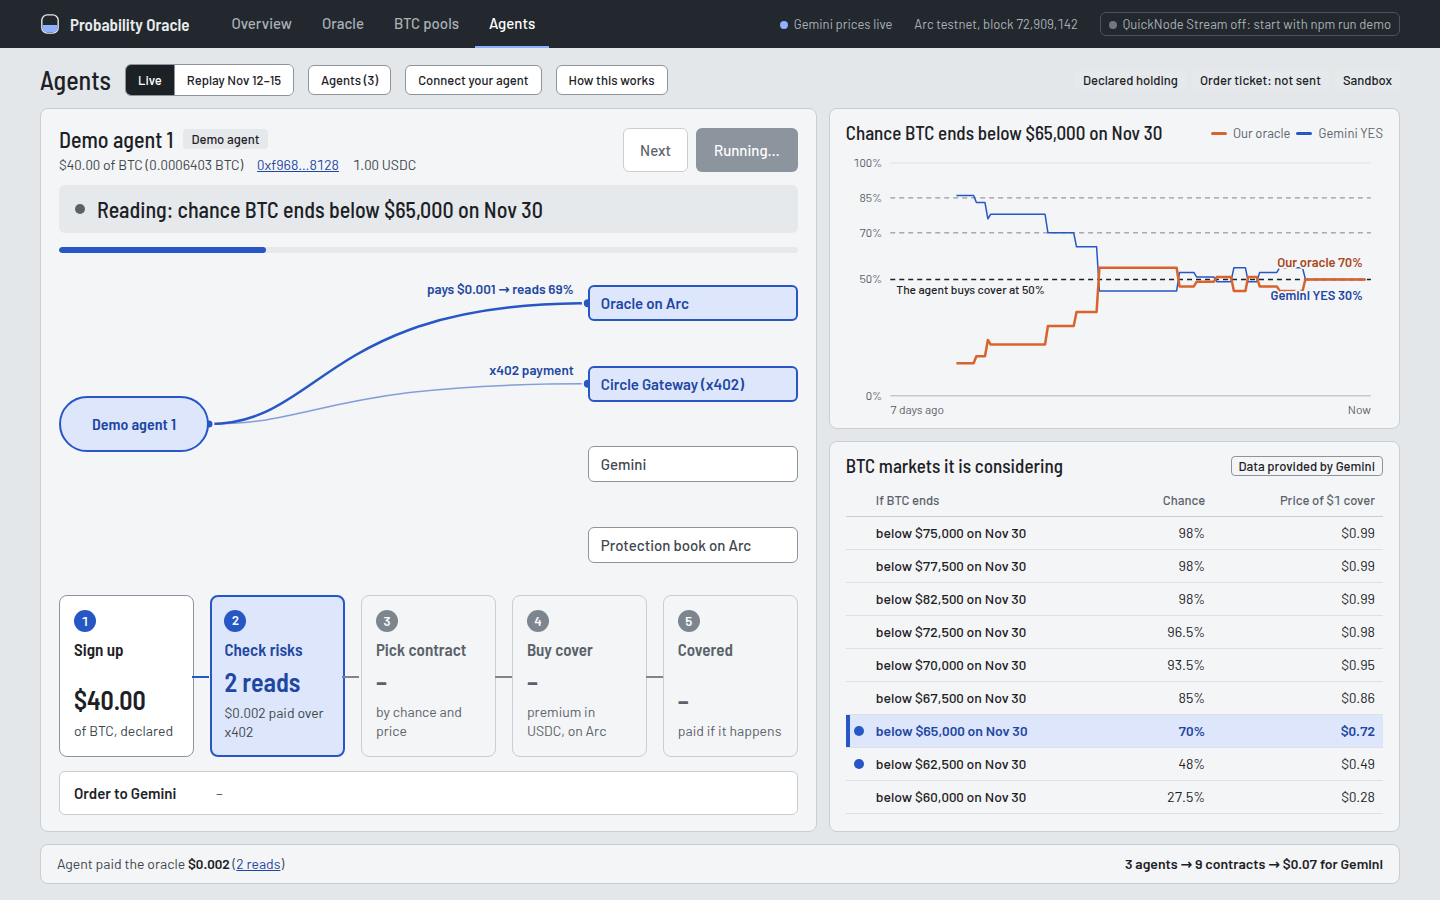 Probability Oracle
Overview
Oracle
BTC pools
Agents
Gemini prices live
Arc testnet, block 72,909,142
QuickNode Stream off: start with npm run demo
Agents
Live
Replay Nov 12–15
Agents (3)
Connect your agent
How this works
Declared holding
Order ticket: not sent
Sandbox
Demo agent 1
Demo agent
$40.00 of BTC (0.0006403 BTC)
0xf968…8128
1.00 USDC
Next
Running…
Reading: chance BTC ends below $65,000 on Nov 30
pays $0.001 → reads 69%
Oracle on Arc
x402 payment
Circle Gateway (x402)
Demo agent 1
Gemini
Protection book on Arc
1
Sign up
$40.00
of BTC, declared
2
Check risks
2 reads
$0.002 paid over
x402
3
Pick contract
–
by chance and
price
4
Buy cover
–
premium in
USDC, on Arc
5
Covered
–
paid if it happens
Order to Gemini –
Chance BTC ends below $65,000 on Nov 30
Our oracle
Gemini YES
100%
85%
70%
50%
0%
The agent buys cover at 50%
Our oracle 70%
Gemini YES 30%
7 days ago
Now
BTC markets it is considering
Data provided by Gemini
If BTC ends Chance Price of $1 cover
below $75,000 on Nov 30 98% $0.99
below $77,500 on Nov 30 98% $0.99
below $82,500 on Nov 30 98% $0.99
below $72,500 on Nov 30 96.5% $0.98
below $70,000 on Nov 30 93.5% $0.95
below $67,500 on Nov 30 85% $0.86
below $65,000 on Nov 30 70% $0.72
below $62,500 on Nov 30 48% $0.49
below $60,000 on Nov 30 27.5% $0.28
Agent paid the oracle $0.002 (2 reads)
3 agents → 9 contracts → $0.07 for Gemini